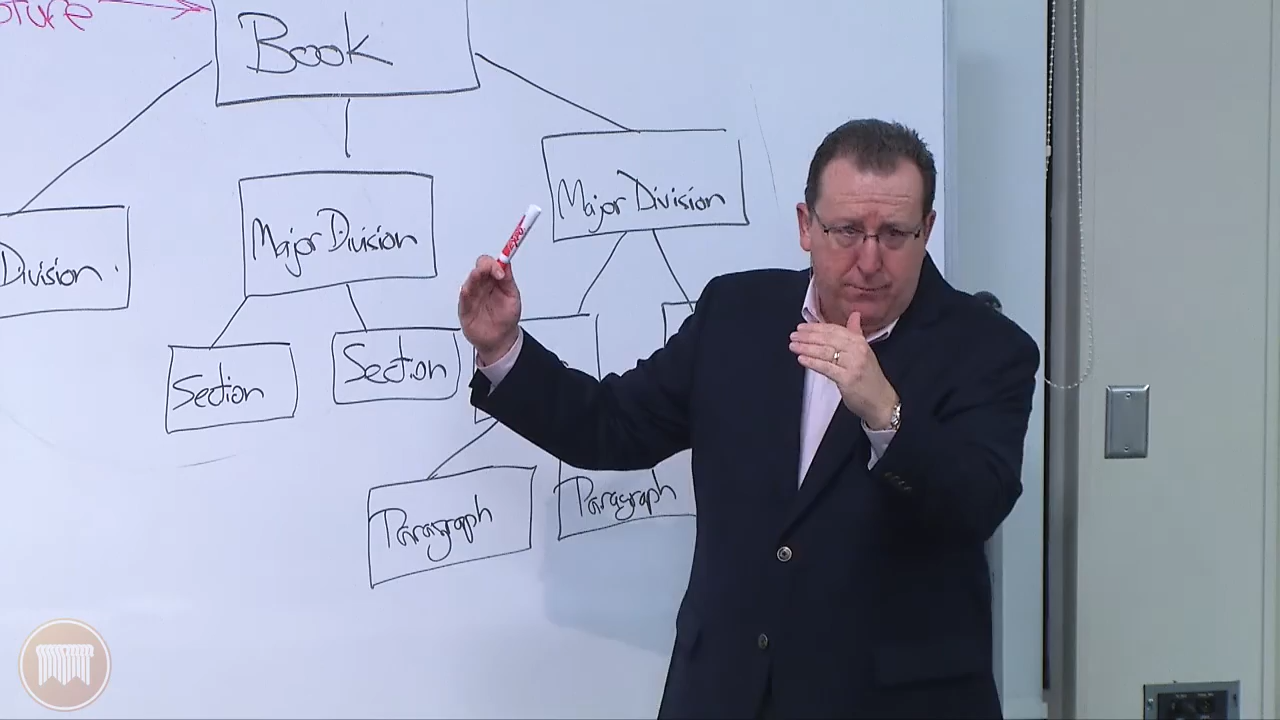 Book
Major Division
Division
Major Division
Section
Section
Paragraph
Paragraph